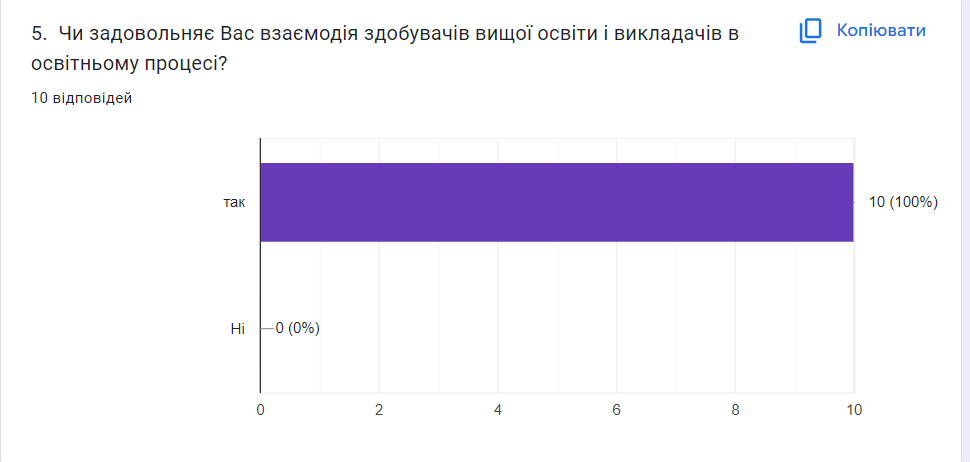 5. Чи задовольняє Вас взаємодія здобувачів вищої освіти і викладачів в
освітньому процесі?
Копіювати
10 відповідей
так
10 (100%)
Ні
0 (0%)
0 2 4 6 8 10